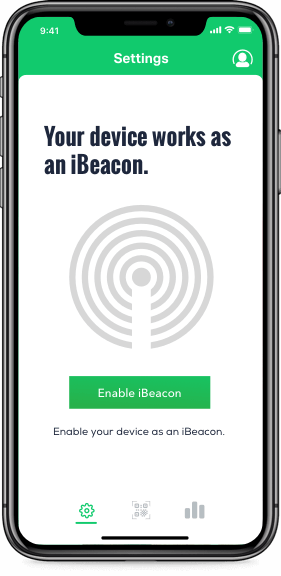 9:41
Settings
Your device works as
an iBeacon.
Enable iBeacon
Enable your device as an iBeacon.